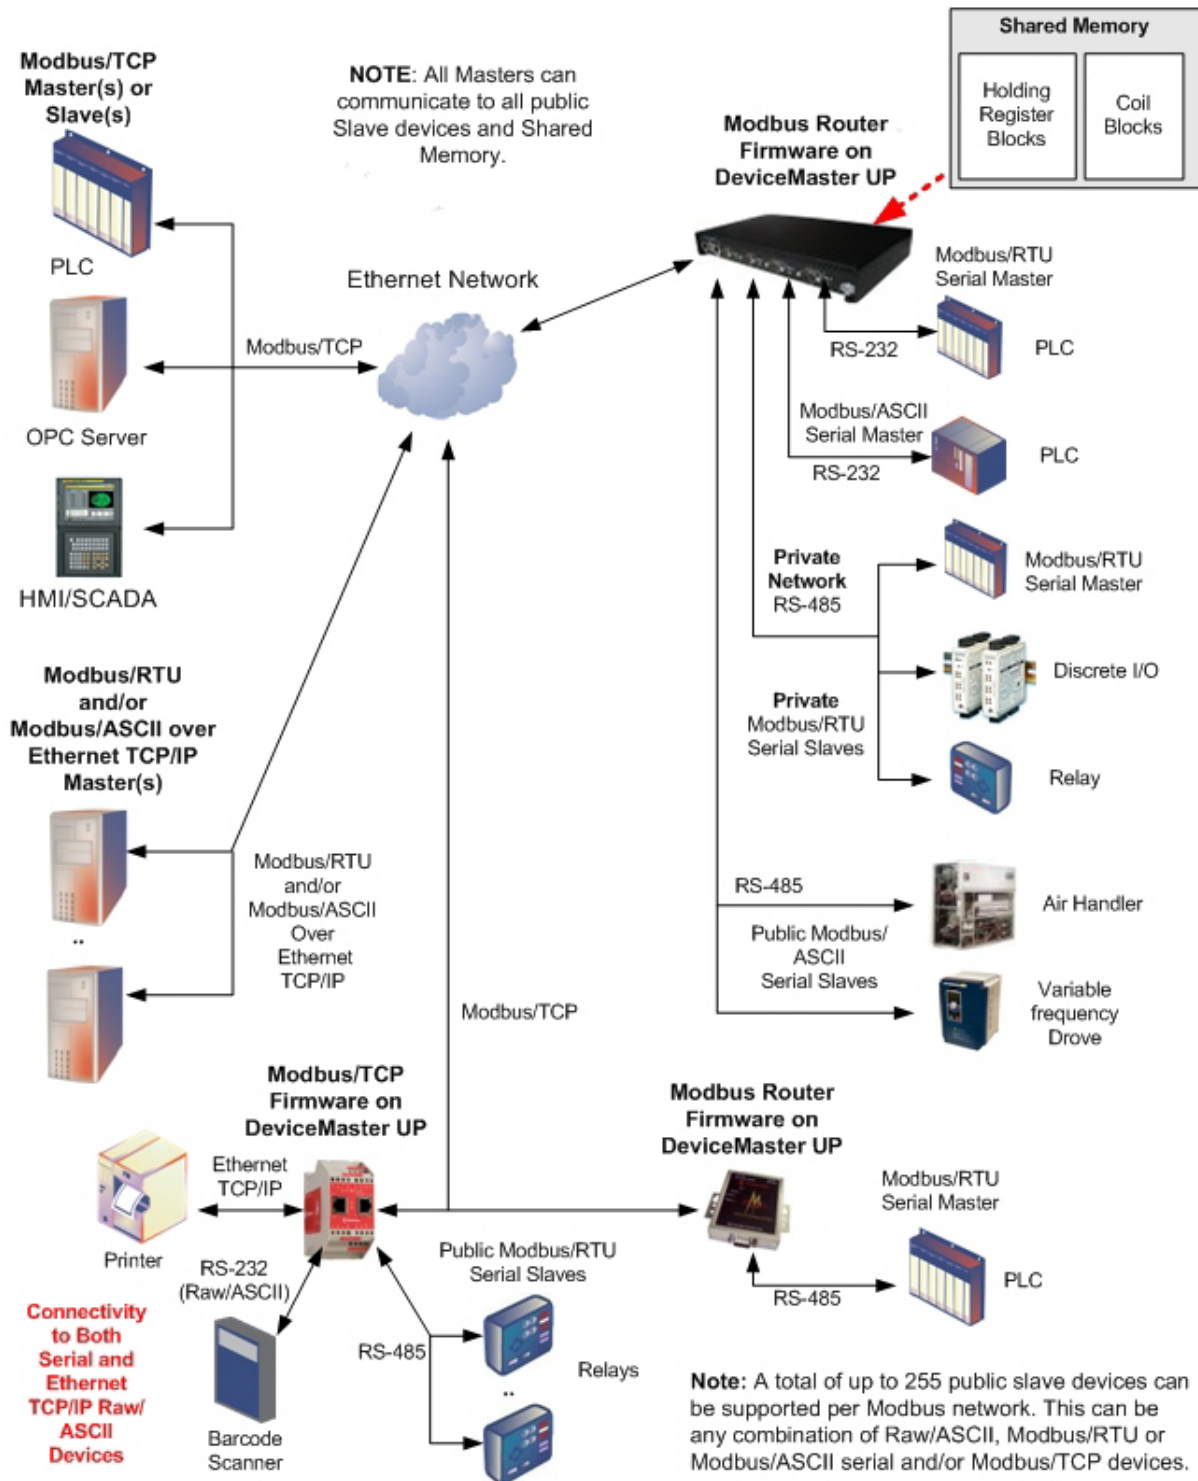 Shared Memory
Holding
Register
Blocks
Coil
Blocks
Modbus/TCP
Master(s) or
Slave(s)
NOTE: All Masters can
communicate to all public
Slave devices and Shared
Memory.
Modbus Router
Firmware on
DeviceMaster UP
PLC
Ethernet Network
Modbus/TCP
OPC Server
HMI/SCADA
Modbus/RTU
Serial Master
RS-232
PLC
Modbus/ASCII
Serial Master
RS-232
PLC
Private
Network
RS-485
Modbus/RTU
Serial Master
Discrete I/O
Private
Modbus/RTU
Serial Slaves
Relay
Modbus/RTU
and/or
Modbus/ASCII over
Ethernet TCP/IP
Master(s)
..
Modbus/RTU
and/or
Modbus/ASCII
Over
Ethernet
TCP/IP
RS-485
Air Handler
Public Modbus/
ASCII
Serial Slaves
Variable
frequency
Drove
Modbus/TCP
Modbus/TCP
Firmware on
DeviceMaster UP
Modbus Router
Firmware on
DeviceMaster UP
Ethernet
TCP/IP
Printer
RS-232
(Raw/ASCII)
Public Modbus/RTU
Serial Slaves
RS-485
Relays
..
Modbus/RTU
Serial Master
PLC
RS-485
Connectivity
to Both
Serial and
Ethernet
TCP/IP Raw/
ASCII
Devices
Barcode
Scanner
Note: A total of up to 255 public slave devices can
be supported per Modbus network. This can be
any combination of Raw/ASCII, Modbus/RTU or
Modbus/ASCII serial and/or Modbus/TCP devices.